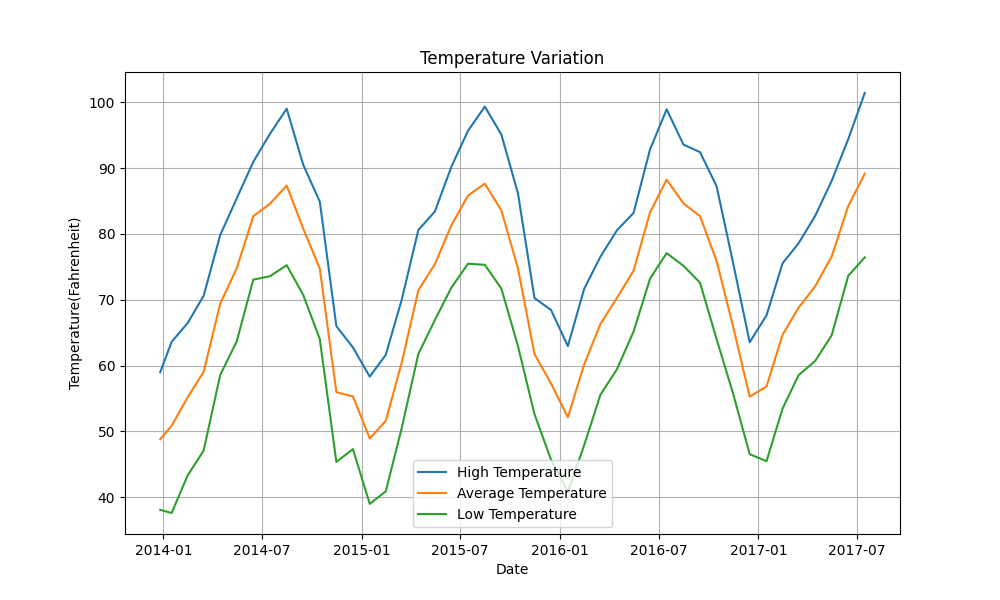 Temperature Variation
Temperature(Fahrenheit)
100
90
80
70
60
50
40
High Temperature
Average Temperature
Low Temperature
2014-01 2014-07 2015-01 2015-07 2016-01 2016-07 2017-01 2017-07
Date